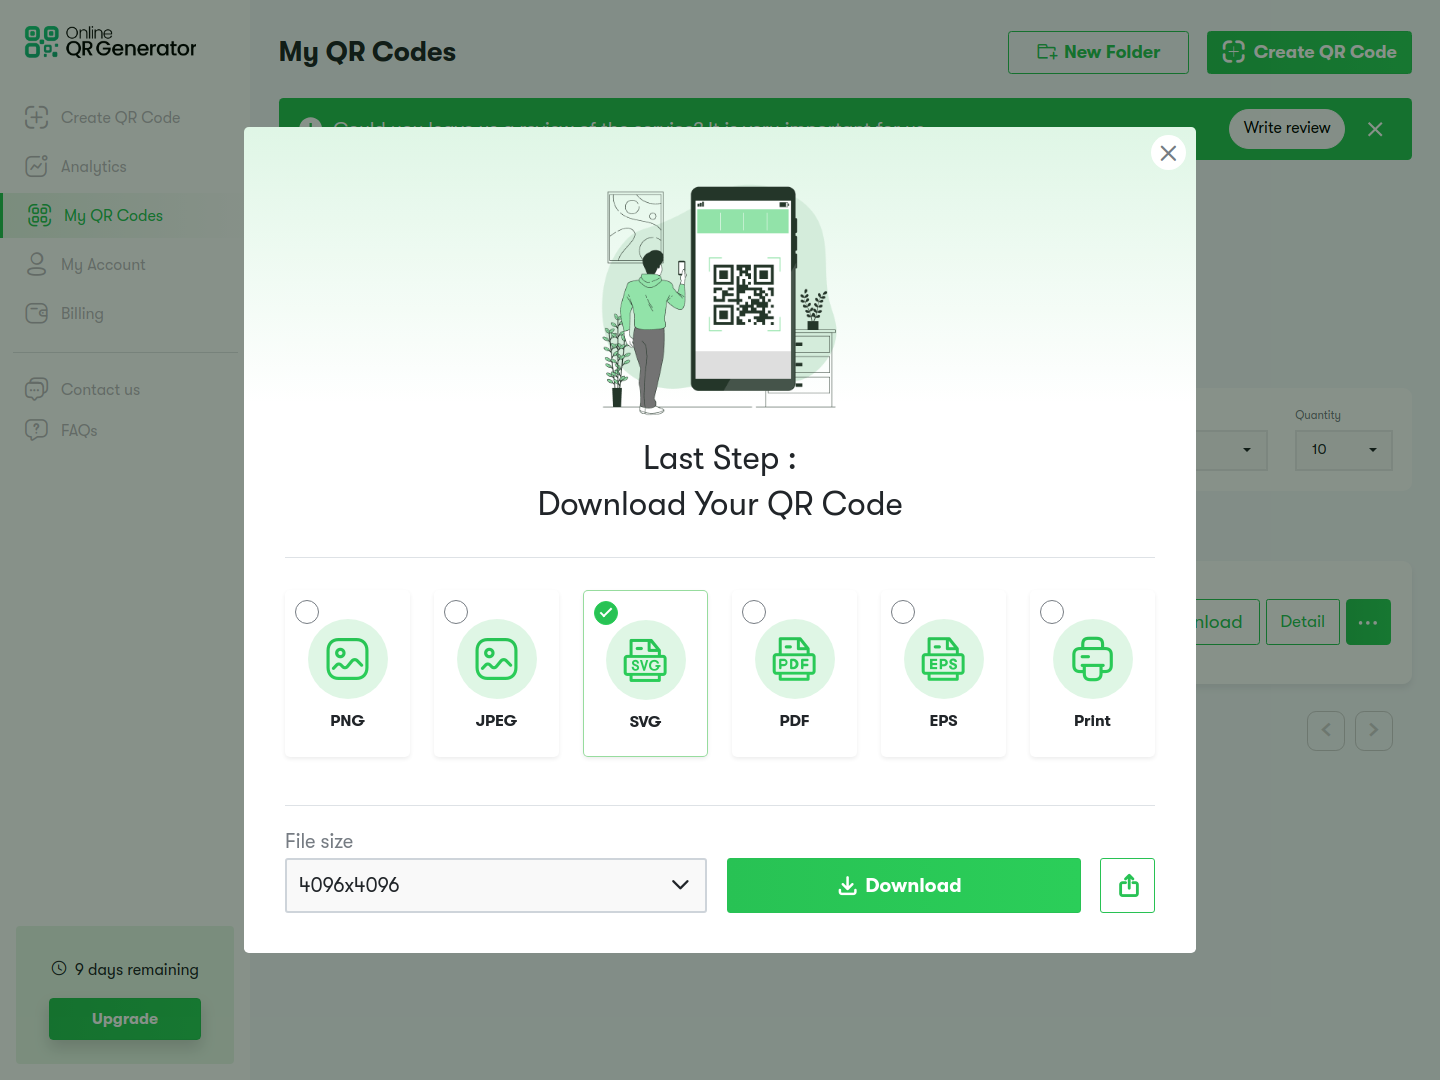 Online
QR Generator
Create QR Code
Analytics
My QR Codes
My Account
Billing
Contact us
FAQs
9 days remaining
Upgrade
My QR Codes
New Folder
Create QR Code
Write review
Quantity
10
Detail
Last Step :
Download Your QR Code
PNG
JPEG
SVG
SVG
PDF
PDF
EPS
EPS
Print
File size
4096x4096
Download